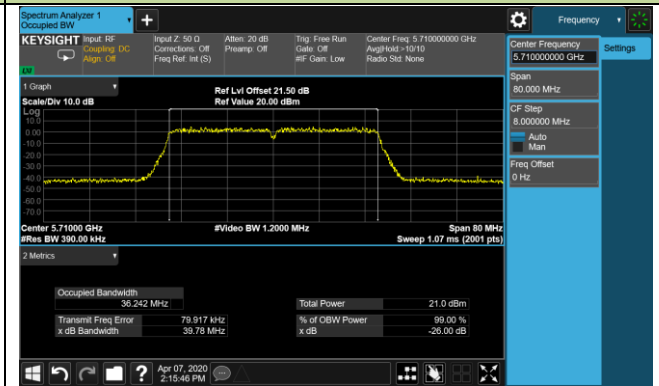 Spectrum Analyzer 1
Occupied BW
+
Frequency
KEYSIGHT
Input: RF
Coupling: DC
Align: Off
Input Z: 50 Ω
Corrections: Off
Freq Ref: Int (S)
Atten: 20 dB
Preamp: Off
Trig: Free Run
Gate: Off
#IF Gain: Low
Center Freq: 5.710000000 GHz
Avg|Hold:>10/10
Radio Std: None
Center Frequency
5.710000000 GHz
Settings
Span
80.000 MHz
CF Step
8.000000 MHz
Auto
Man
Freq Offset
0 Hz
1 Graph
Ref Lvl Offset 21.50 dB
Scale/Div 10.0 dB
Ref Value 20.00 dBm
Log
10.0
0.00
-10.0
-20.0
-30.0
-40.0
-50.0
-60.0
-70.0
Center 5.71000 GHz
#Video BW 1.2000 MHz
Span 80 MHz
#Res BW 390.00 kHz
Sweep 1.07 ms (2001 pts)
2 Metrics
Occupied Bandwidth
36.242 MHz
Total Power
21.0 dBm
Transmit Freq Error
79.917 kHz
% of OBW Power
99.00 %
x dB Bandwidth
39.78 MHz
x dB
-26.00 dB
?
Apr 07, 2020
2:15:46 PM